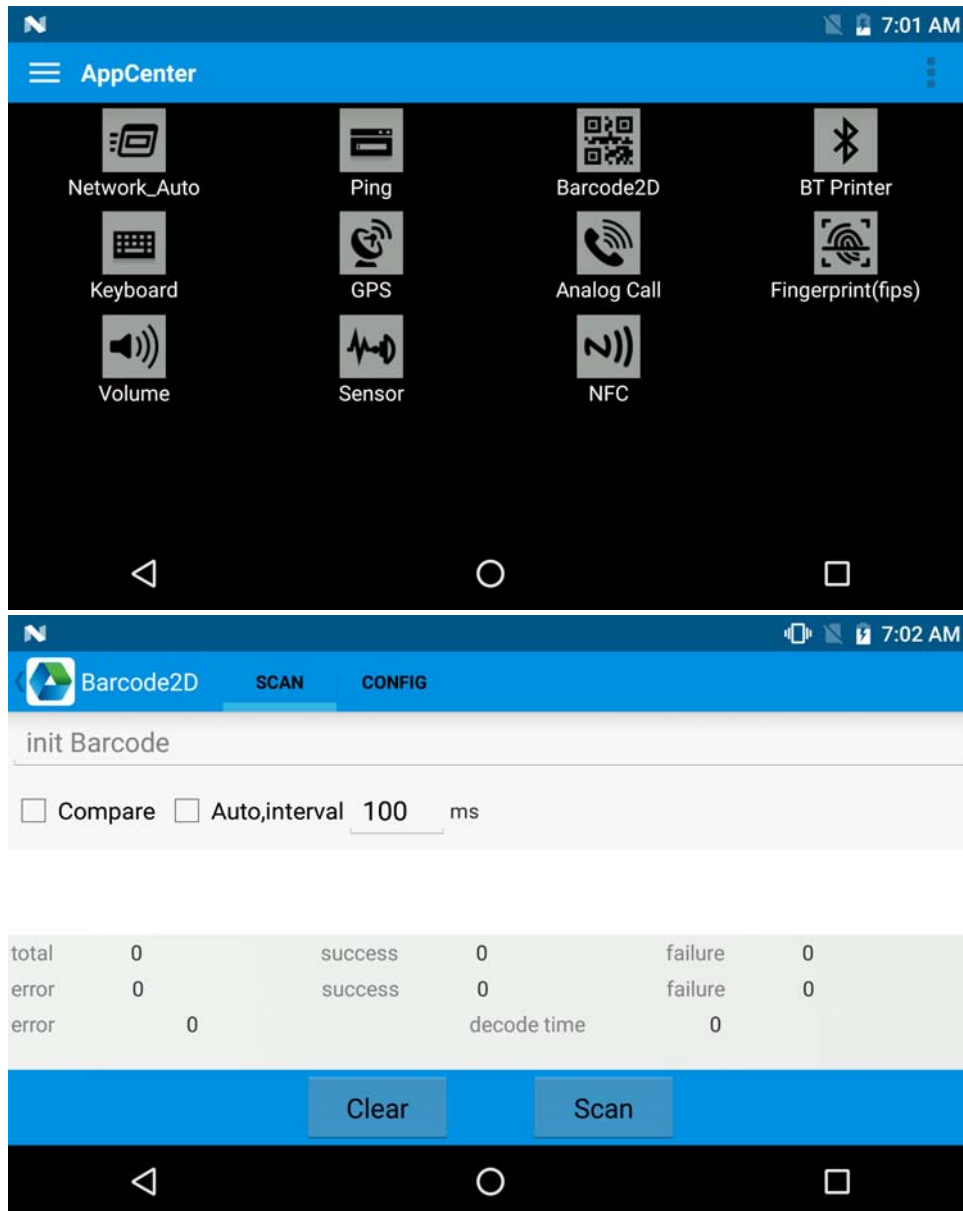 7:01 AM
AppCenter
Network_Auto Ping Barcode2D BT Printer
Keyboard GPS Analog Call Fingerprint(fips)
Volume Sensor NFC
7:02 AM
Barcode2D SCAN CONFIG
init Barcode
Compare Auto,interval 100 ms
total 0 success 0 failure 0
error 0 success 0 failure 0
error 0 decode time 0
Clear Scan